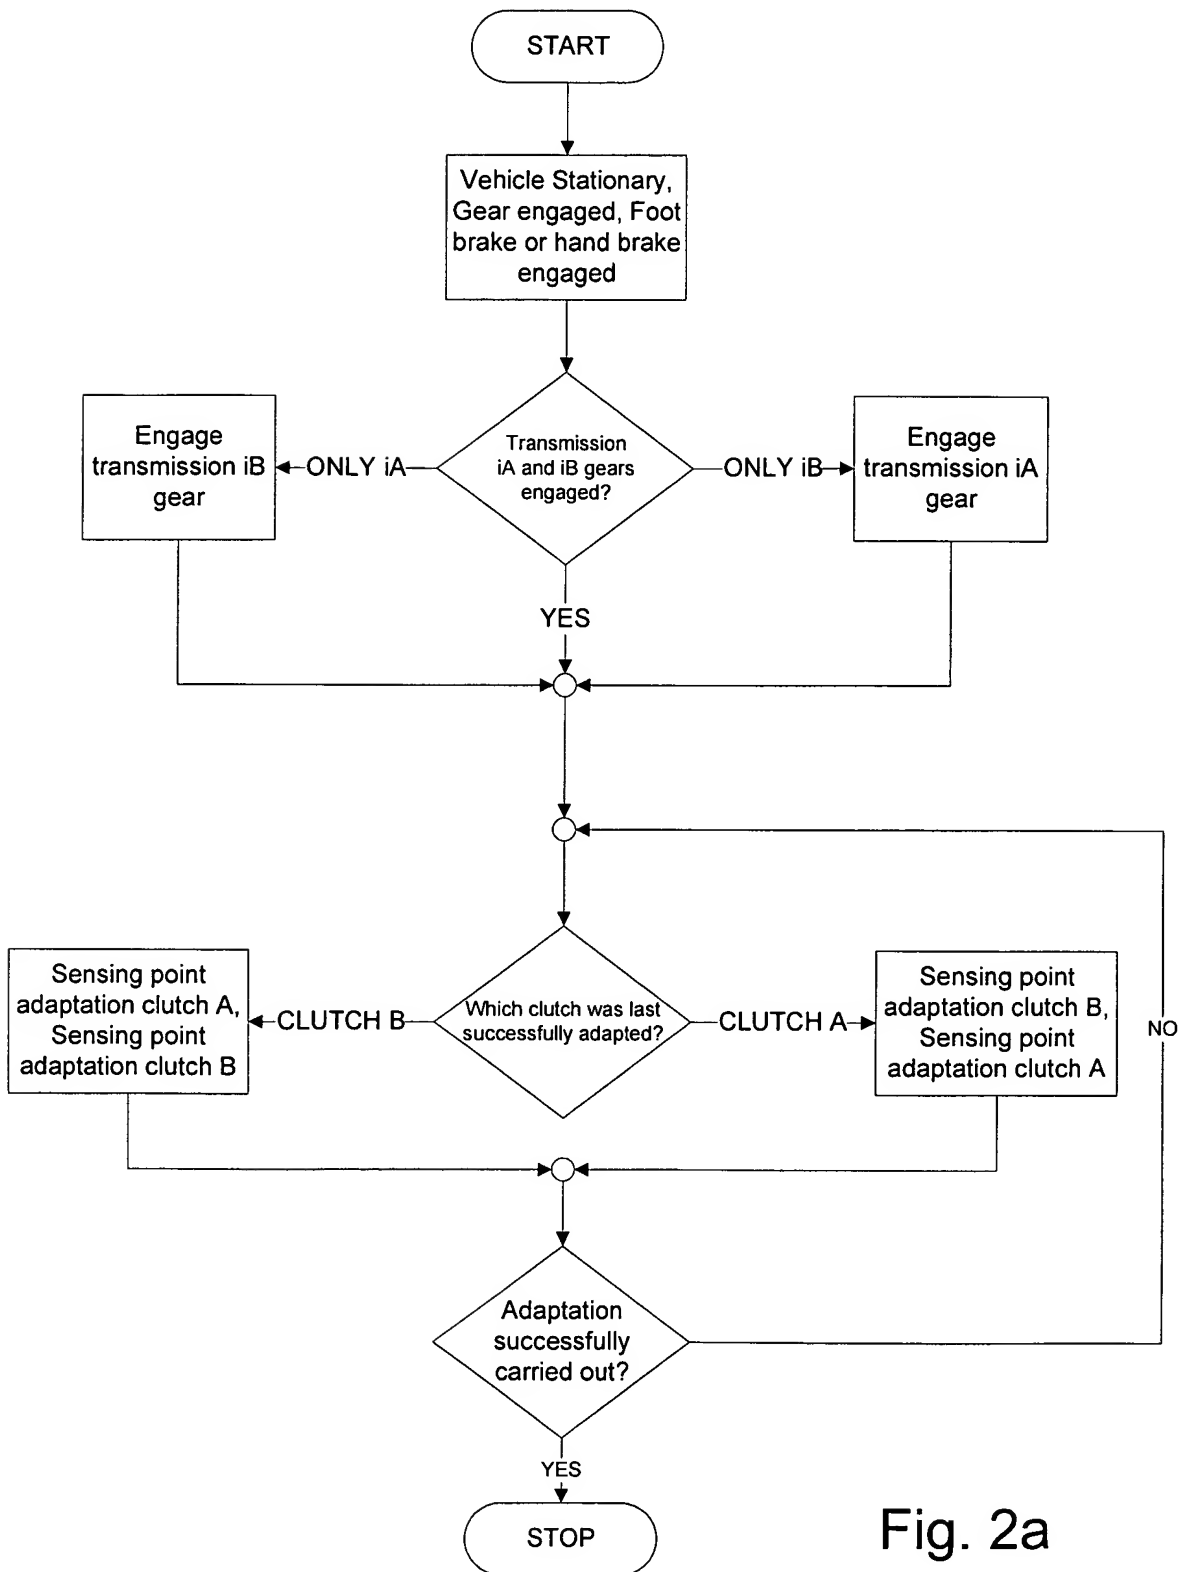 START
Vehicle Stationary,
Gear engaged, Foot
brake or hand brake
engaged
Engage
transmission iB
gear
ONLY iA
Transmission
iA and iB gears
engaged?
ONLY iB
Engage
transmission iA
gear
YES
Sensing point
adaptation clutch A,
Sensing point
adaptation clutch B
CLUTCH B
Which clutch was last
successfully adapted?
CLUTCH A
Sensing point
adaptation clutch B,
Sensing point
adaptation clutch A
NO
Adaptation
successfully
carried out?
YES
STOP
Fig. 2a